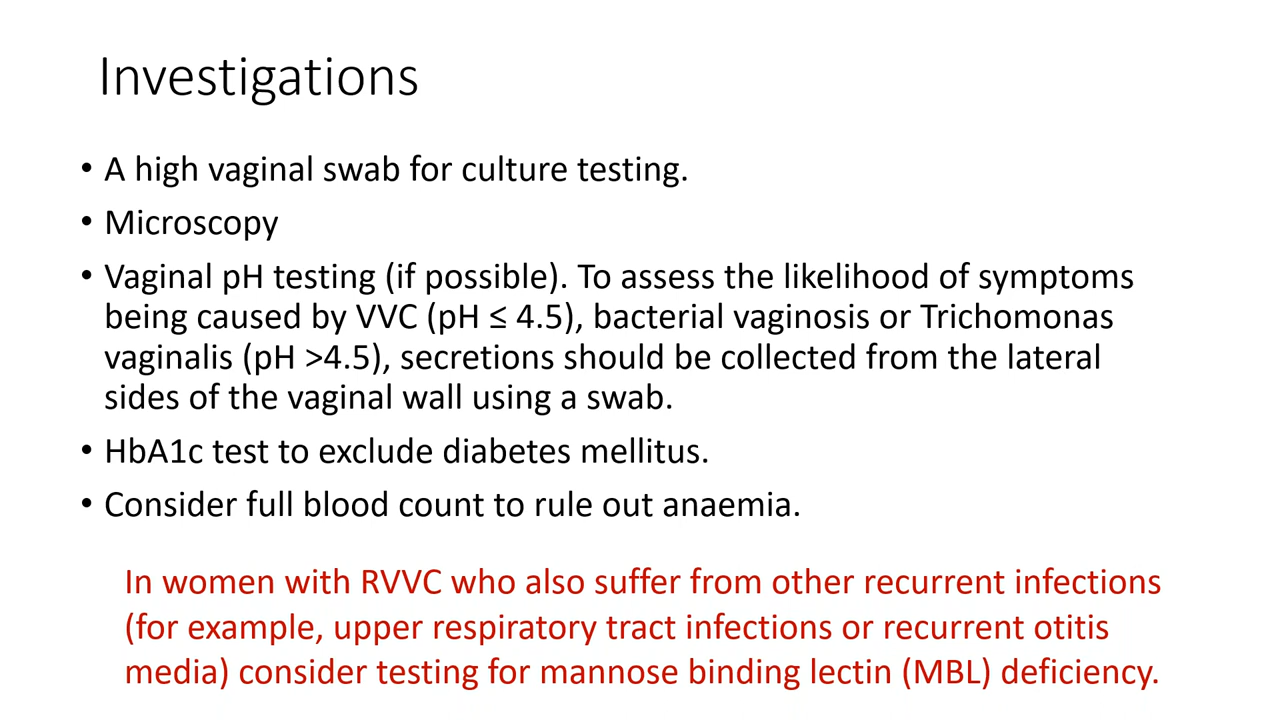 Investigations
• A high vaginal swab for culture testing.
• Microscopy
• Vaginal pH testing (if possible). To assess the likelihood of symptoms
being caused by VVC (pH ≤ 4.5), bacterial vaginosis or Trichomonas
vaginalis (pH >4.5), secretions should be collected from the lateral
sides of the vaginal wall using a swab.
• HbA1c test to exclude diabetes mellitus.
• Consider full blood count to rule out anaemia.
In women with RVVC who also suffer from other recurrent infections
(for example, upper respiratory tract infections or recurrent otitis
media) consider testing for mannose binding lectin (MBL) deficiency.